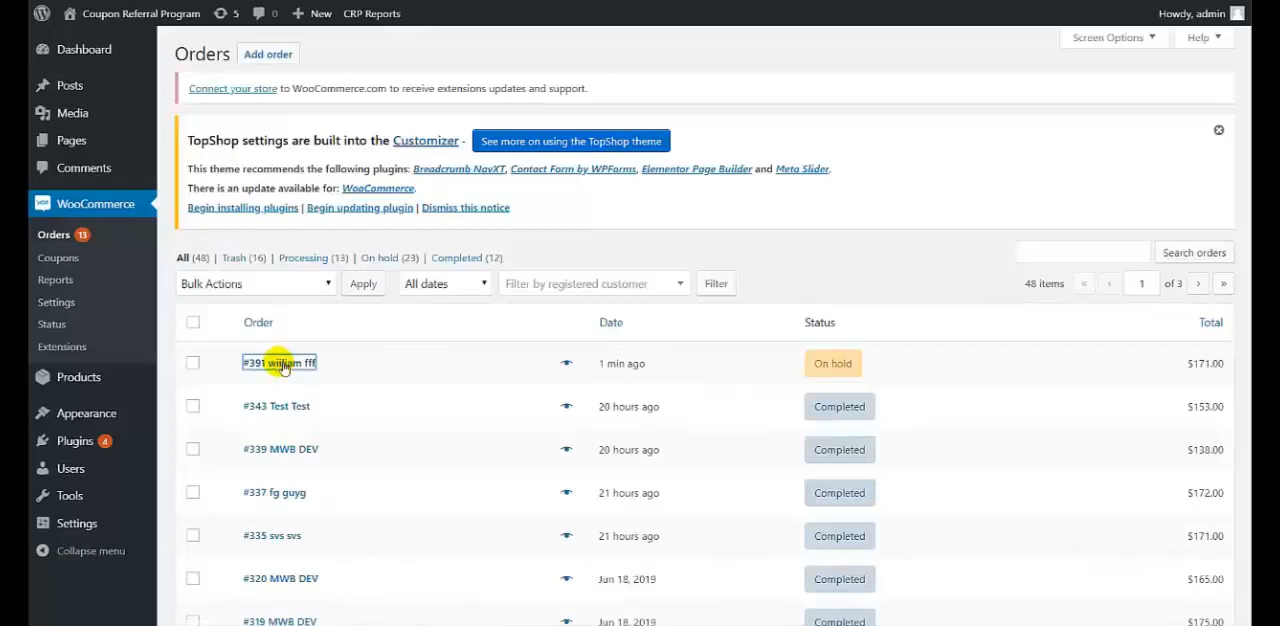 Coupon Referral Program 5 0 New CRP Reports Howdy, admin
Dashboard
Posts
Media
Pages
Comments
WooCommerce
Orders 13
Coupons
Reports
Settings
Status
Extensions
Products
Appearance
Plugins 4
Users
Tools
Settings
Collapse menu
Screen Options Help
Orders Add order
Connect your store to WooCommerce.com to receive extensions updates and support.
TopShop settings are built into the Customizer - See more on using the TopShop theme
This theme recommends the following plugins: Breadcrumb NavXT, Contact Form by WPForms, Elementor Page Builder and Meta Slider.
There is an update available for: WooCommerce.
Begin installing plugins | Begin updating plugin | Dismiss this notice
All (48) | Trash (16) | Processing (13) | On hold (23) | Completed (12)
Search orders
Bulk Actions Apply All dates Filter by registered customer Filter 48 items « ‹ 1 of 3 › »
Order Date Status Total
#391 wiiliam fff 1 min ago On hold $171.00
#343 Test Test 20 hours ago Completed $153.00
#339 MWB DEV 20 hours ago Completed $138.00
#337 fg guyg 21 hours ago Completed $172.00
#335 svs svs 21 hours ago Completed $171.00
#320 MWB DEV Jun 18, 2019 Completed $165.00
#319 MWB DEV Jun 18, 2019 Completed $175.00